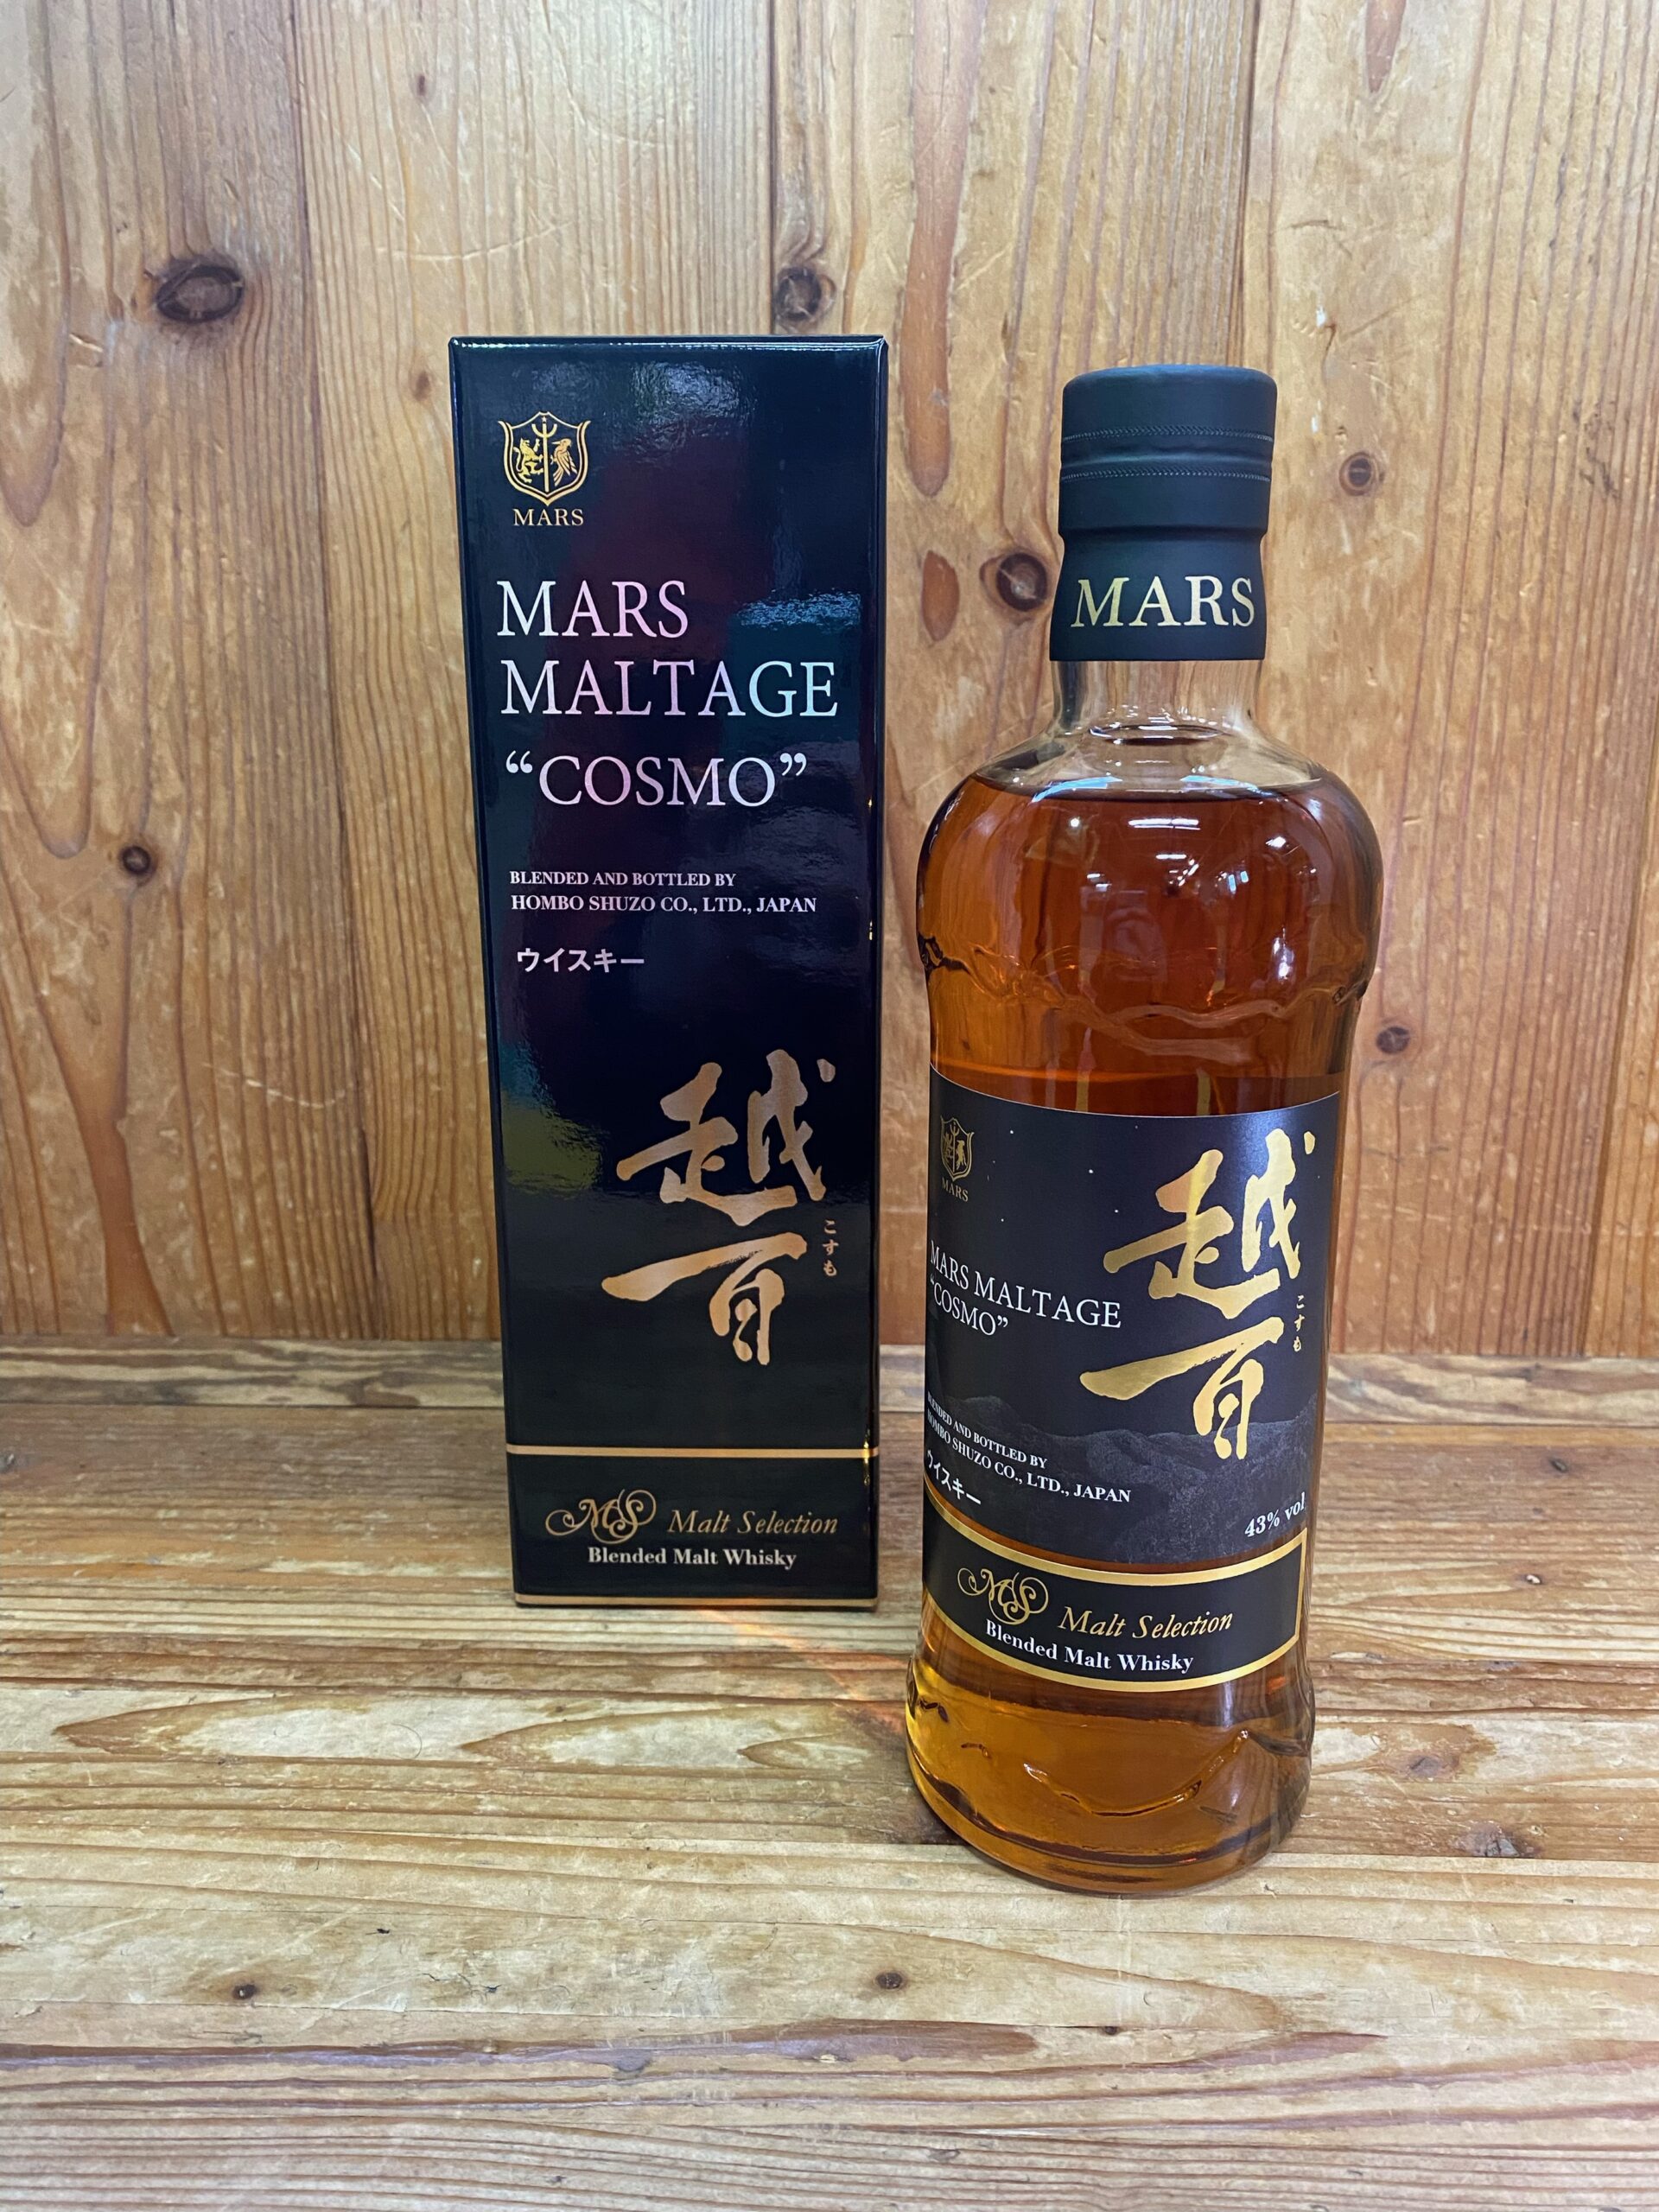 MARS
MARS
MALTAGE
“COSMO”
BLENDED AND BOTTLED BY
HOMBO SHUZO CO., LTD., JAPAN
ウイスキー
越百
こすも
MS Malt Selection
Blended Malt Whisky
MARS
MARS
越百
こすも
MARS MALTAGE
“COSMO”
BLENDED AND BOTTLED BY
HOMBO SHUZO CO., LTD., JAPAN
ウイスキー
43% vol
MS Malt Selection
Blended Malt Whisky